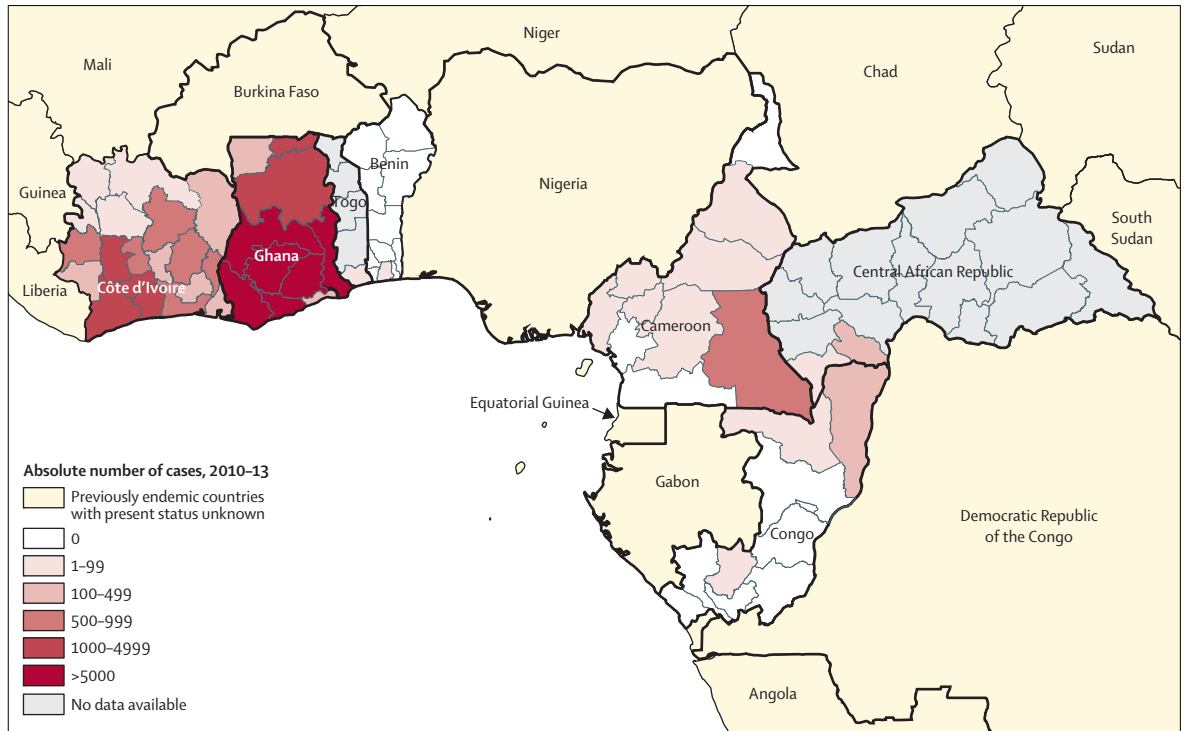 Niger
Sudan
Mali
Chad
Burkina Faso
Benin
Guinea
Nigeria
Togo
South
Sudan
Ghana
Central African Republic
Liberia
Côte d'Ivoire
Cameroon
Equatorial Guinea
Absolute number of cases, 2010–13
Previously endemic countries
with present status unknown
0
1–99
100–499
500–999
1000–4999
>5000
No data available
Gabon
Democratic Republic
of the Congo
Congo
Angola